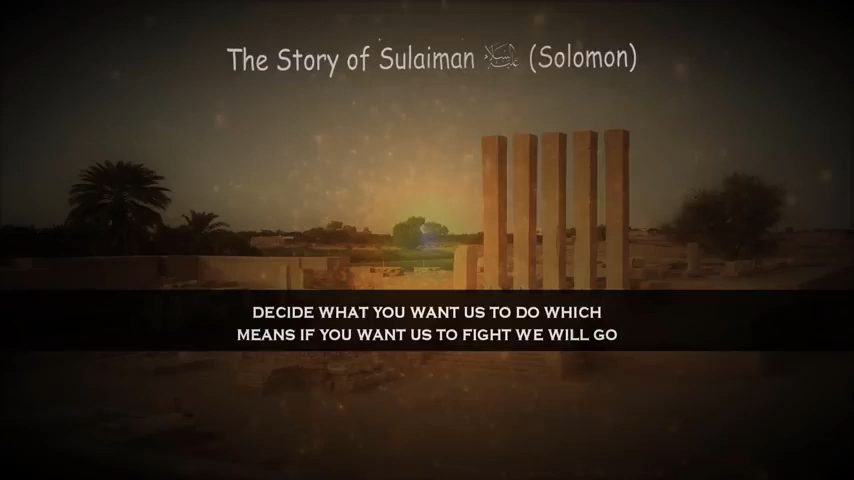 The Story of Sulaiman عليه السلام (Solomon)
DECIDE WHAT YOU WANT US TO DO WHICH
MEANS IF YOU WANT US TO FIGHT WE WILL GO